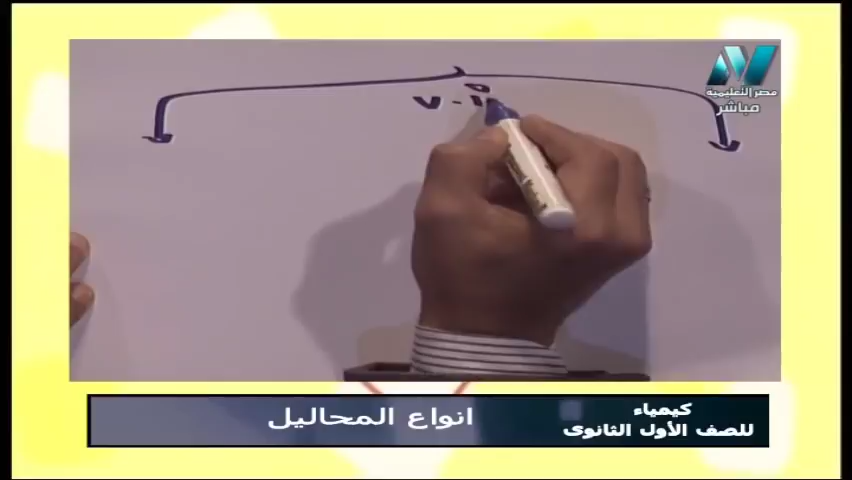 مصر التعليمية
مباشر
كيمياء
للصف الأول الثانوى
انواع المحاليل